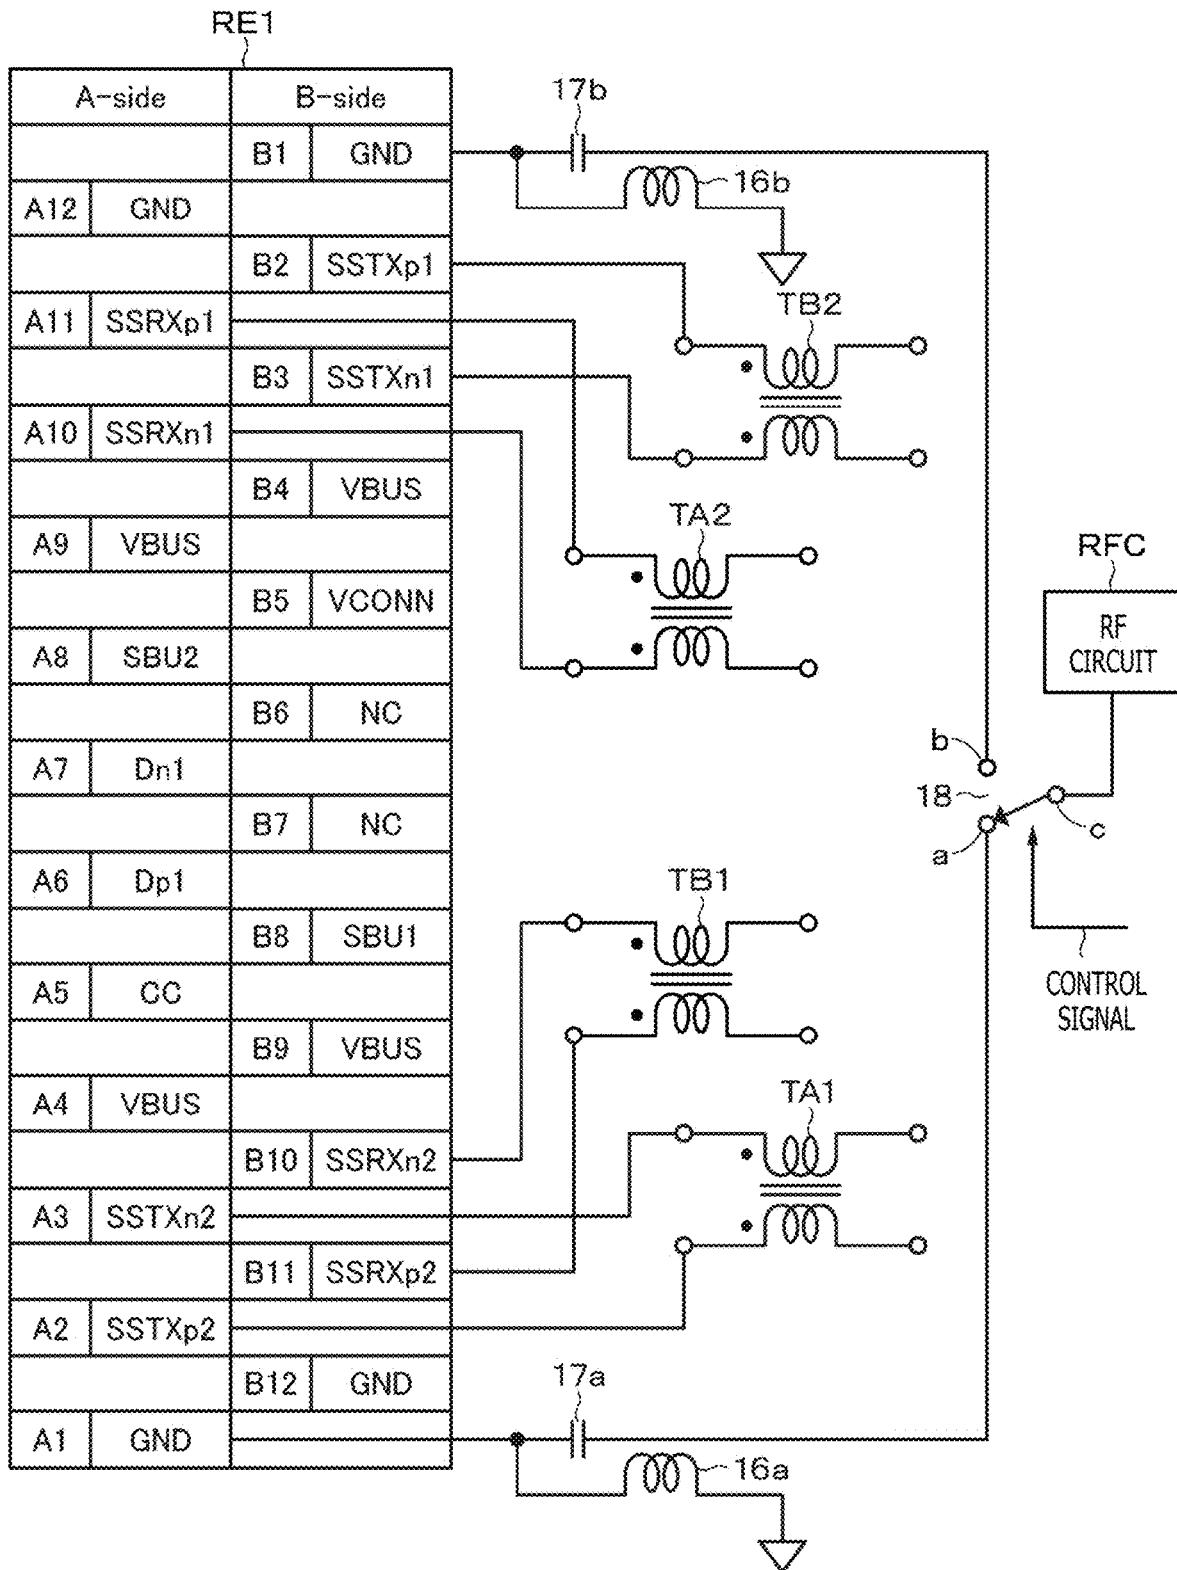 RE1
A-side B-side
17b
B1 GND
16b
A12 GND
B2 SSTXp1
TB2
A11 SSRXp1
B3 SSTXn1
A10 SSRXn1
B4 VBUS
TA2
A9 VBUS
RFC
B5 VCONN
RF
CIRCUIT
A8 SBU2
B6 NC
b
A7 Dn1
18
B7 NC
c
a
A6 Dp1
TB1
B8 SBU1
A5 CC
CONTROL
SIGNAL
B9 VBUS
A4 VBUS
TA1
B10 SSRXn2
A3 SSTXn2
B11 SSRXp2
A2 SSTXp2
B12 GND
17a
A1 GND
16a